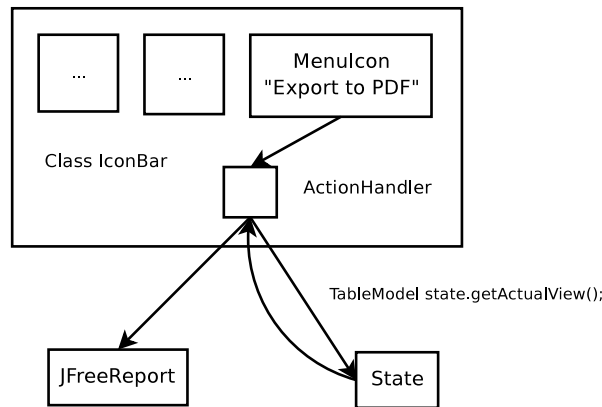 ...
...
MenuIcon
"Export to PDF"
Class IconBar
ActionHandler
TableModel state.getActualView();
JFreeReport
State